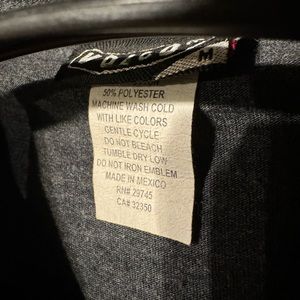 50% POLYESTER
MACHINE WASH COLD
WITH LIKE COLORS
GENTLE CYCLE
DO NOT BLEACH
TUMBLE DRY LOW
DO NOT IRON EMBLEM
MADE IN MEXICO
RN# 29745
CA# 32350